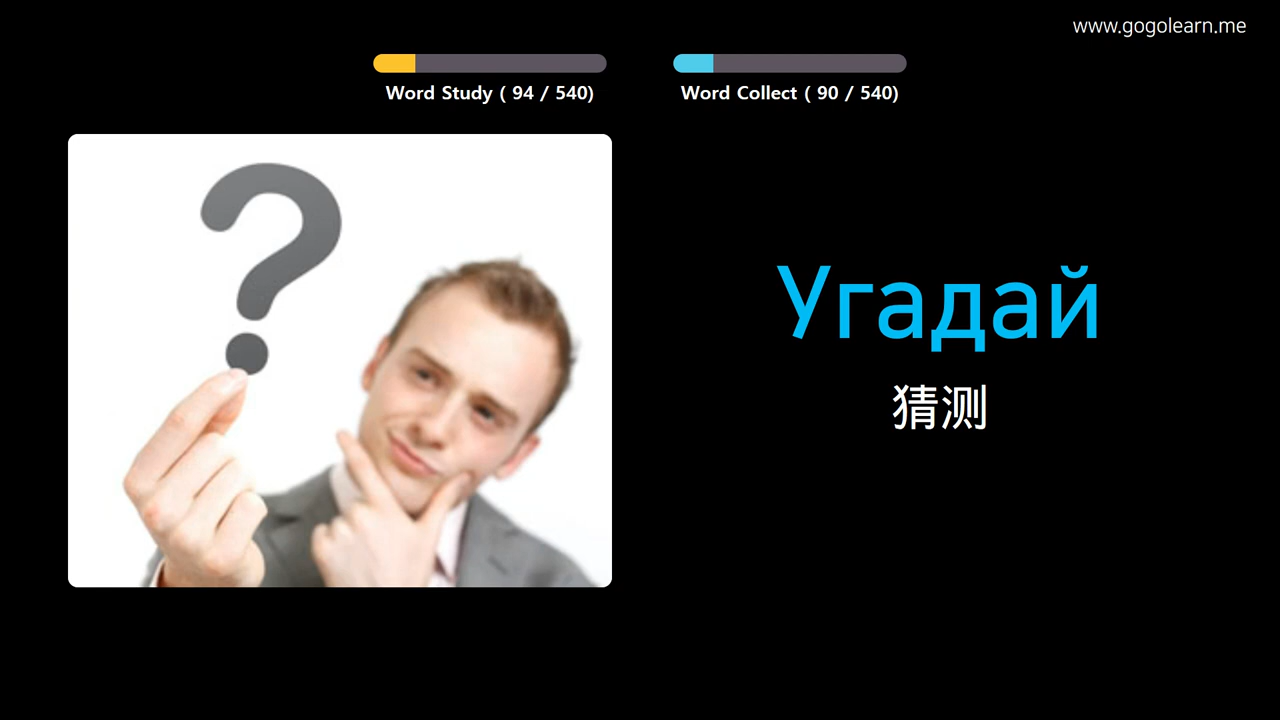 www.gogolearn.me
Word Study ( 94 / 540)
Word Collect ( 90 / 540)
?
Угадай
猜测